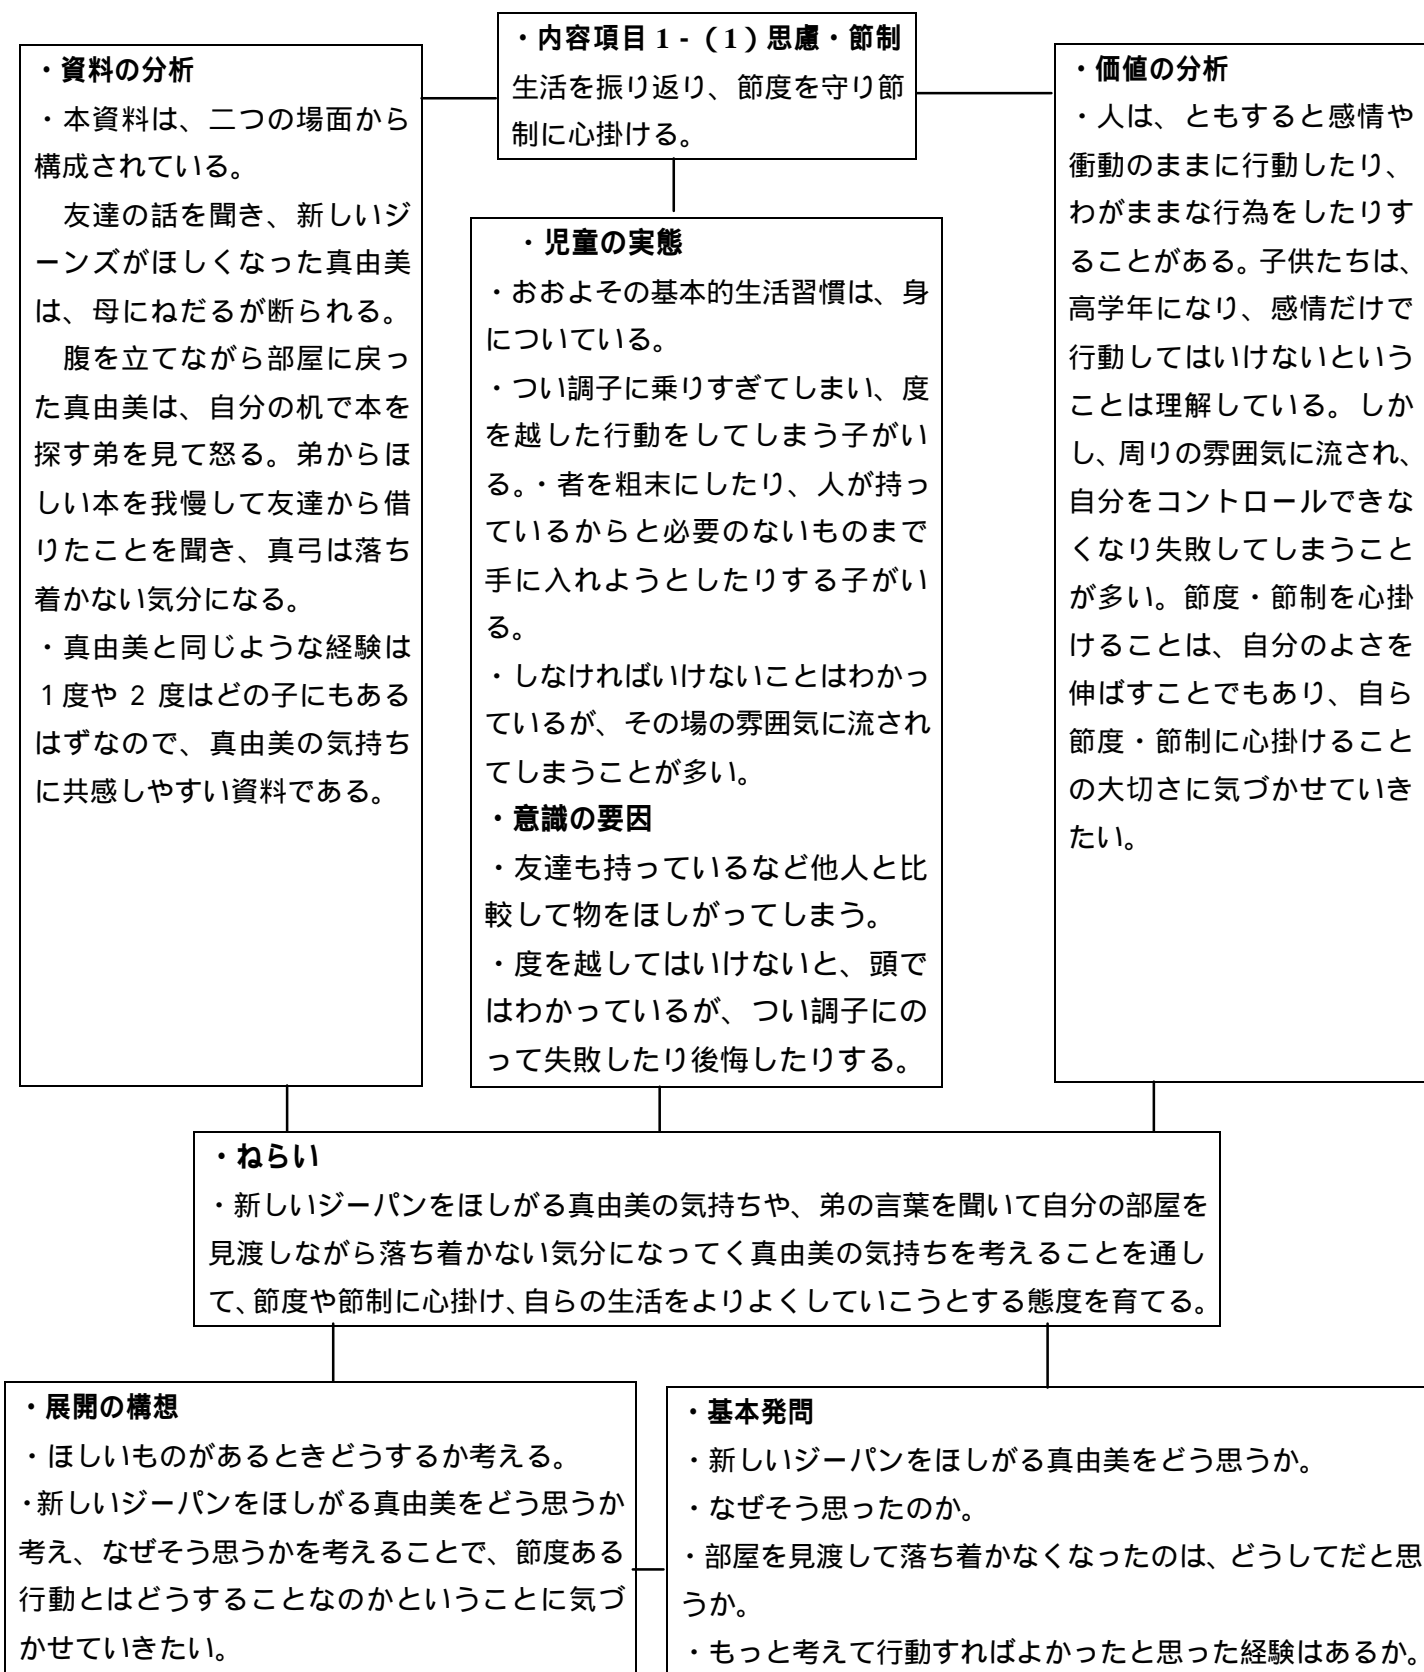 ・内容項目1-(1)思慮・節制
生活を振り返り、節度を守り節
制に心掛ける。
・資料の分析
・本資料は、二つの場面から
構成されている。
友達の話を聞き、新しいジ
ーンズがほしくなった真由美
は、母にねだるが断られる。
腹を立てながら部屋に戻っ
た真由美は、自分の机で本を
探す弟を見て怒る。弟からほ
しい本を我慢して友達から借
りたことを聞き、真弓は落ち
着かない気分になる。
・真由美と同じような経験は
1度や2度はどの子にもある
はずなので、真由美の気持ち
に共感しやすい資料である。
・児童の実態
・おおよその基本的生活習慣は、身
についている。
・つい調子に乗りすぎてしまい、度
を越した行動をしてしまう子がい
る。・者を粗末にしたり、人が持っ
ているからと必要のないものまで
手に入れようとしたりする子がい
る。
・しなければいけないことはわかっ
ているが、その場の雰囲気に流され
てしまうことが多い。
・意識の要因
・友達も持っているなど他人と比
較して物をほしがってしまう。
・度を越してはいけないと、頭で
はわかっているが、つい調子にの
って失敗したり後悔したりする。
・価値の分析
・人は、ともすると感情や
衝動のままに行動したり、
わがままな行為をしたりす
ることがある。子供たちは、
高学年になり、感情だけで
行動してはいけないという
ことは理解している。しか
し、周りの雰囲気に流され、
自分をコントロールできな
くなり失敗してしまうこと
が多い。節度・節制を心掛
けることは、自分のよさを
伸ばすことでもあり、自ら
節度・節制に心掛けること
の大切さに気づかせていき
たい。
・ねらい
・新しいジーパンをほしがる真由美の気持ちや、弟の言葉を聞いて自分の部屋を
見渡しながら落ち着かない気分になってく真由美の気持ちを考えることを通し
て、節度や節制に心掛け、自らの生活をよりよくしていこうとする態度を育てる。
・展開の構想
・ほしいものがあるときどうするか考える。
・新しいジーパンをほしがる真由美をどう思うか
考え、なぜそう思うかを考えることで、節度ある
行動とはどうすることなのかということに気づ
かせていきたい。
・基本発問
・新しいジーパンをほしがる真由美をどう思うか。
・なぜそう思ったのか。
・部屋を見渡して落ち着かなくなったのは、どうしてだと思
うか。
・もっと考えて行動すればよかったと思った経験はあるか。